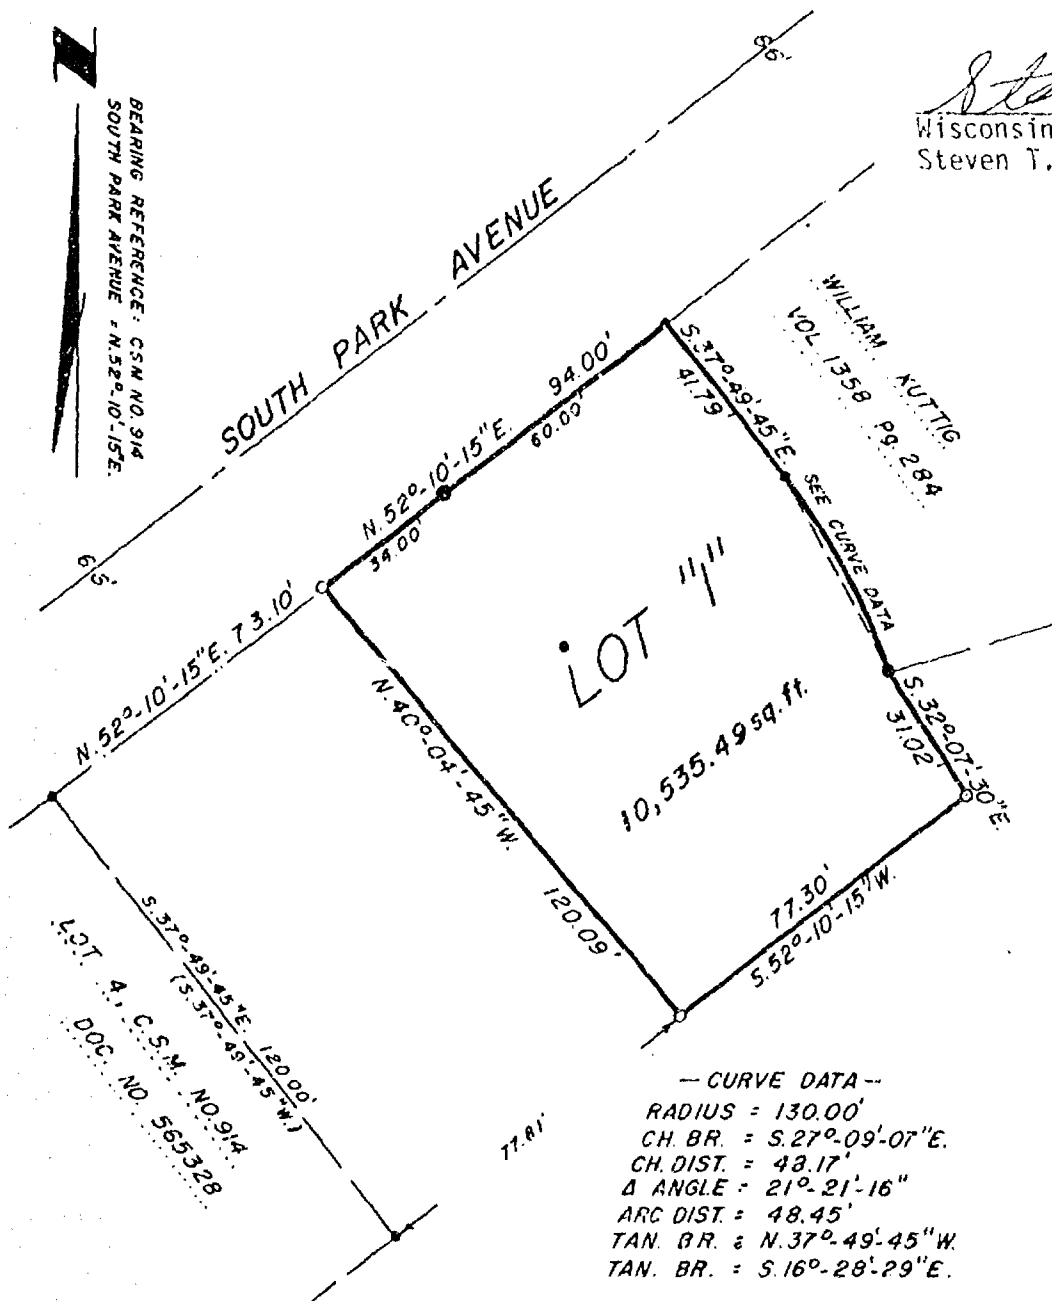 BEARING REFERENCE: CSM NO. 914
SOUTH PARK AVENUE = N.52°-10'-15"E.
66'
Wisconsin
Steven T.
SOUTH PARK AVENUE
WILLIAM KUTTIG
VOL 1358 PG. 284
S.37°-49'-45"E.
41.79'
94.00'
N.52°-10'-15"E.
60.00'
34.00'
SEE CURVE DATA
66'
LOT "1"
10,535.49 sq.ft.
N.52°-10'-15"E. 73.10'
N.40°-04'-45"W.
120.09'
S.32°-07'-30"E.
31.02'
77.30'
S.52°-10'-15"W.
S.37°-49'-45"E. 120.00'
(S.37°-49'-45"W.)
LOT 4, C.S.M. NO.914
DOC. NO. 565328
77.81'
— CURVE DATA --
RADIUS = 130.00'
CH. BR. = S.27°-09'-07"E.
CH. DIST. = 48.17'
Δ ANGLE = 21°-21'-16"
ARC DIST. = 48.45'
TAN. BR. = N.37°-49'-45"W.
TAN. BR. = S.16°-28'-29"E.